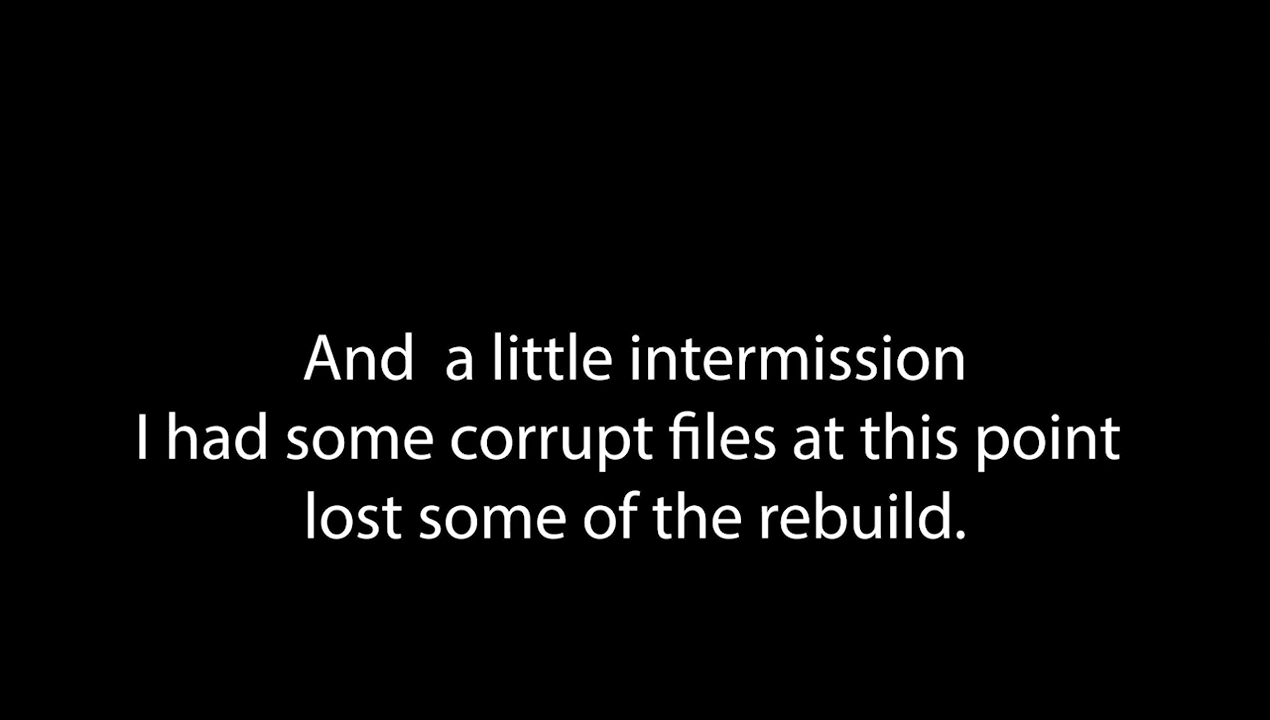 And  a little intermission
I had some corrupt files at this point
lost some of the rebuild.